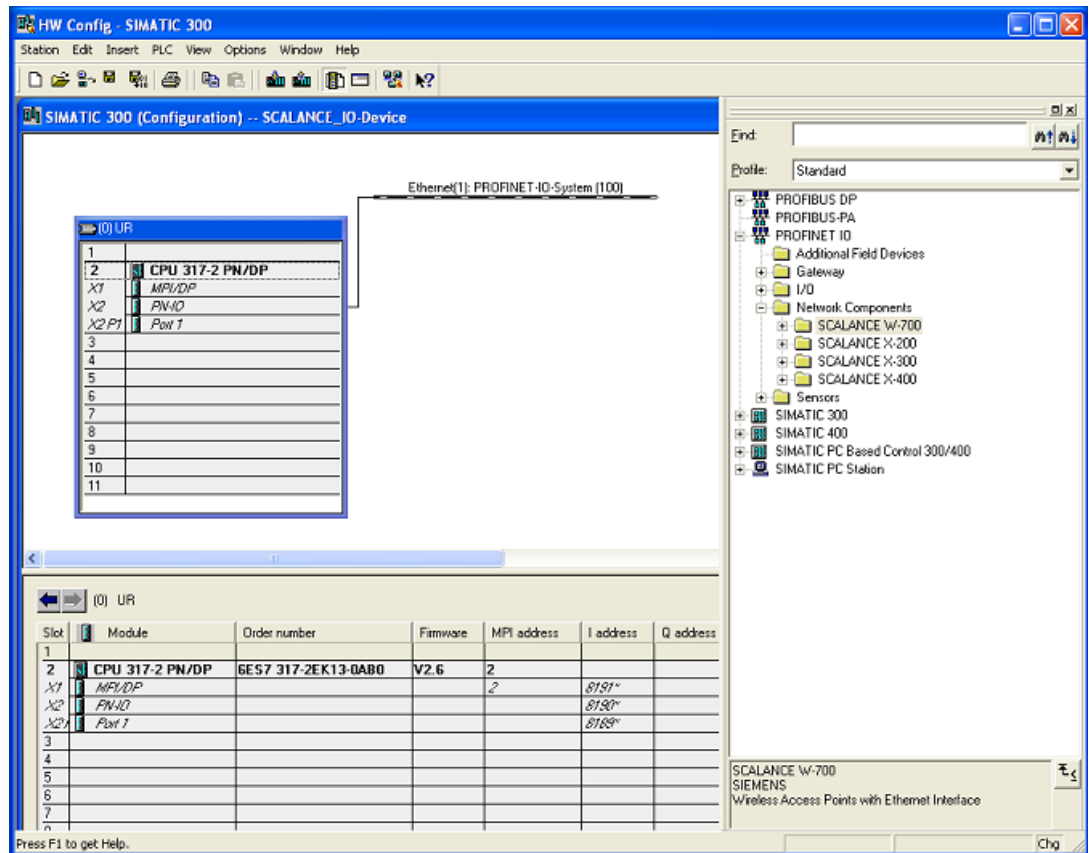 HW Config - SIMATIC 300
Station Edit Insert PLC View Options Window Help
SIMATIC 300 (Configuration) -- SCALANCE_IO-Device
Ethernet(1): PROFINET-IO-System (100)
(0) UR
1
2 CPU 317-2 PN/DP
X1 MPI/DP
X2 PN-IO
X2 P1 Port 1
3
4
5
6
7
8
9
10
11
Find:
Profile: Standard
PROFIBUS DP
PROFIBUS-PA
PROFINET IO
Additional Field Devices
Gateway
I/O
Network Components
SCALANCE W-700
SCALANCE X-200
SCALANCE X-300
SCALANCE X-400
Sensors
SIMATIC 300
SIMATIC 400
SIMATIC PC Based Control 300/400
SIMATIC PC Station
(0) UR
Slot Module Order number Firmware MPI address I address Q address
1
2 CPU 317-2 PN/DP 6ES7 317-2EK13-0AB0 V2.6 2
X1 MPI/DP 2 8191*
X2 PN-IO 8190*
X2 Port 1 8189*
3
4
5
6
7
SCALANCE W-700
SIEMENS
Wireless Access Points with Ethernet Interface
Press F1 to get Help.
Chg